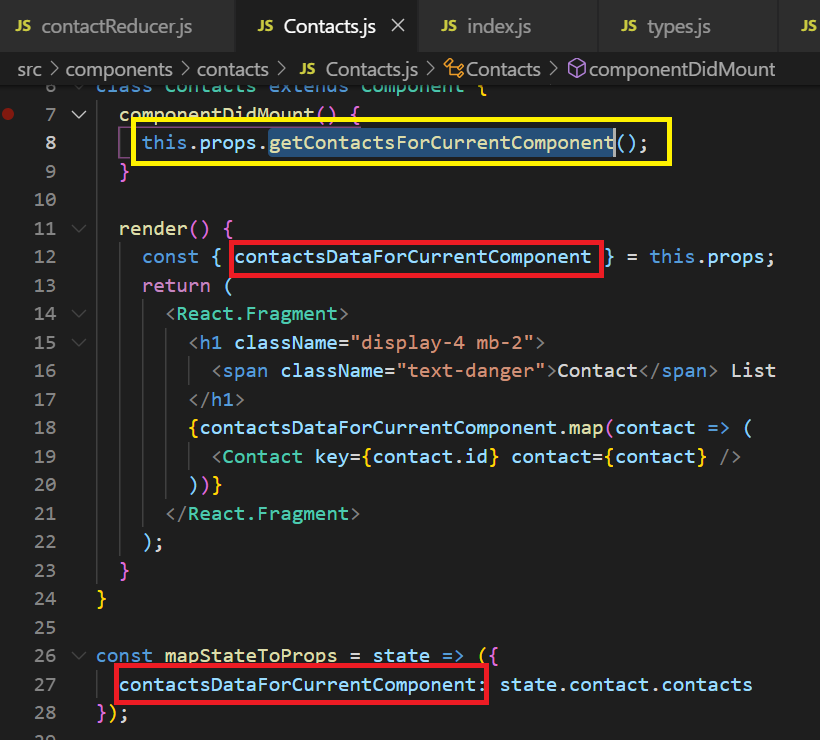 JS contactReducer.js JS Contacts.js JS index.js JS types.js JS
src > components > contacts > JS Contacts.js > Contacts > componentDidMount
6 class Contacts extends Component {
7 componentDidMount() {
8 this.props.getContactsForCurrentComponent();
9 }
10
11 render() {
12 const { contactsDataForCurrentComponent } = this.props;
13 return (
14 <React.Fragment>
15 <h1 className="display-4 mb-2">
16 <span className="text-danger">Contact</span> List
17 </h1>
18 {contactsDataForCurrentComponent.map(contact => (
19 <Contact key={contact.id} contact={contact} />
20 ))}
21 </React.Fragment>
22 );
23 }
24 }
25
26 const mapStateToProps = state => ({
27 contactsDataForCurrentComponent: state.contact.contacts
28 });
29